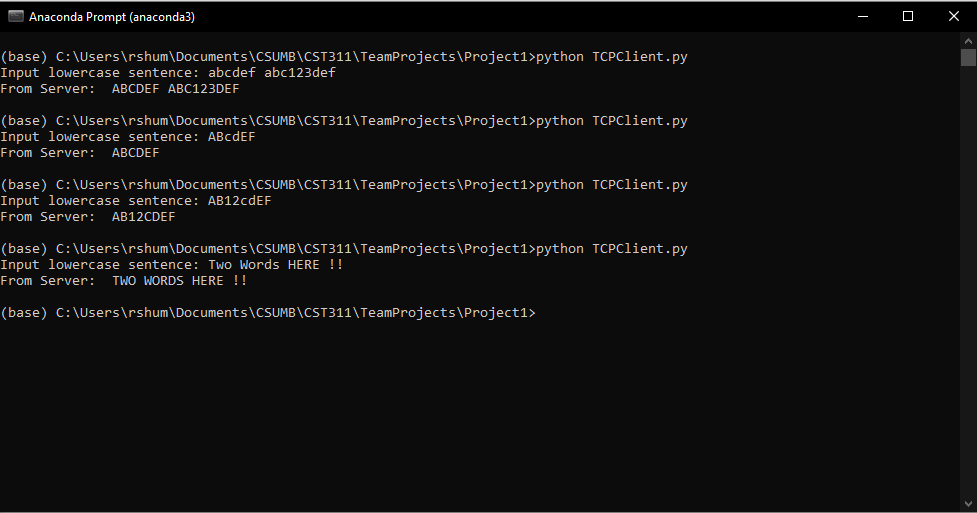 Anaconda Prompt (anaconda3)
(base) C:\Users\rshum\Documents\CSUMB\CST311\TeamProjects\Project1>python TCPClient.py
Input lowercase sentence: abcdef abc123def
From Server:  ABCDEF ABC123DEF
(base) C:\Users\rshum\Documents\CSUMB\CST311\TeamProjects\Project1>python TCPClient.py
Input lowercase sentence: ABcdEF
From Server:  ABCDEF
(base) C:\Users\rshum\Documents\CSUMB\CST311\TeamProjects\Project1>python TCPClient.py
Input lowercase sentence: AB12cdEF
From Server:  AB12CDEF
(base) C:\Users\rshum\Documents\CSUMB\CST311\TeamProjects\Project1>python TCPClient.py
Input lowercase sentence: Two Words HERE !!
From Server:  TWO WORDS HERE !!
(base) C:\Users\rshum\Documents\CSUMB\CST311\TeamProjects\Project1>